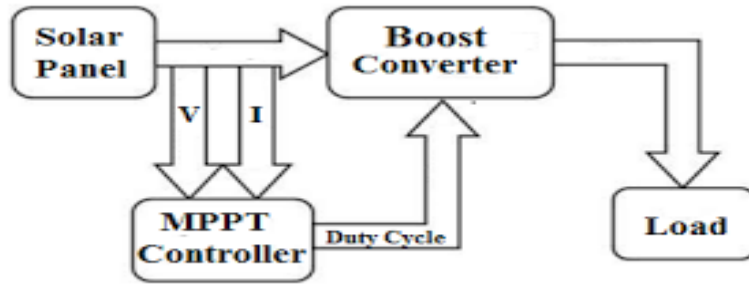 Solar
Panel
Boost
Converter
V
I
MPPT
Controller
Duty Cycle
Load